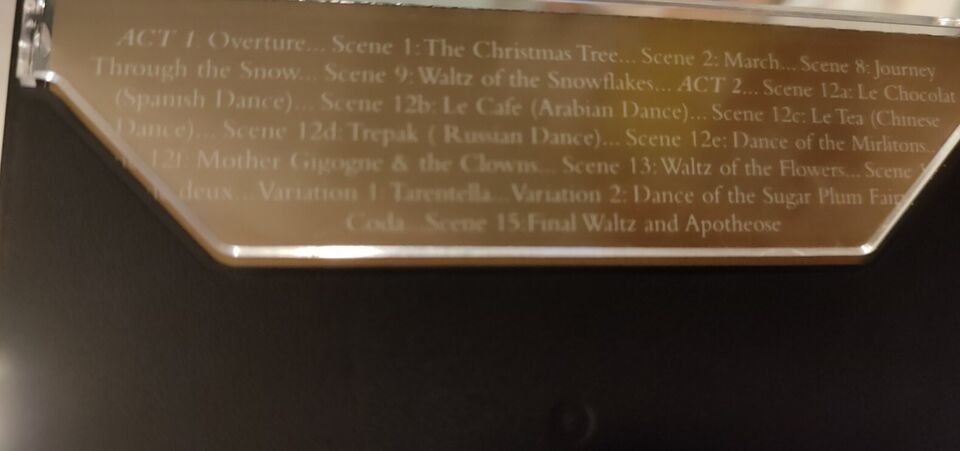 ACT 1. Overture... Scene 1: The Christmas Tree... Scene 2: March... Scene 8: Journey
Through the Snow... Scene 9: Waltz of the Snowflakes... ACT 2... Scene 12a: Le Chocolat
(Spanish Dance)... Scene 12b: Le Cafe (Arabian Dance)... Scene 12c: Le Tea (Chinese
Dance)... Scene 12d: Trepak ( Russian Dance)... Scene 12e: Dance of the Mirlitons...
12f: Mother Gigogne & the Clowns... Scene 13: Waltz of the Flowers... Scene
deux... Variation 1: Tarentella... Variation 2: Dance of the Sugar Plum Fairy
Coda... Scene 15: Final Waltz and Apotheose